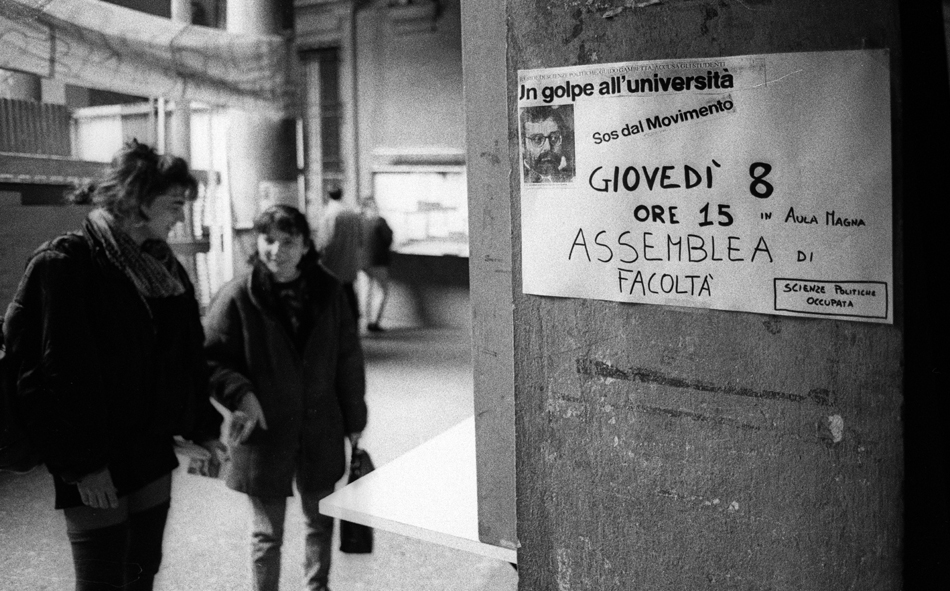 Un golpe all'università
Sos dal Movimento
GIOVEDÌ 8
ORE 15 IN AULA MAGNA
ASSEMBLEA DI
FACOLTÀ
SCIENZE POLITICHE
OCCUPATA